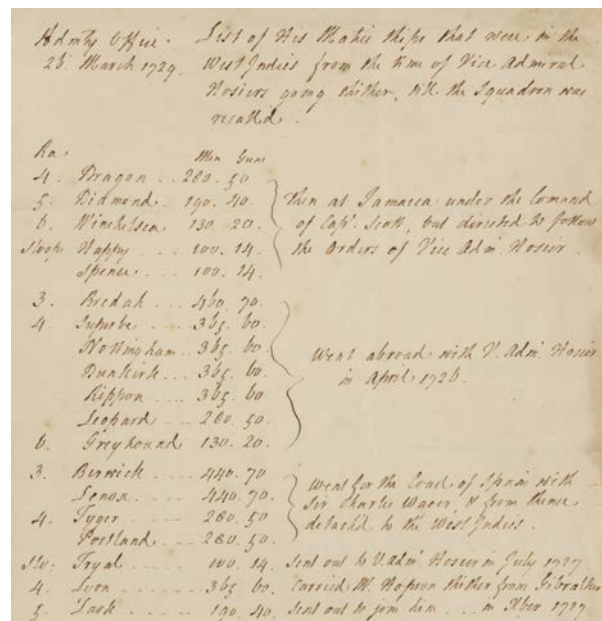 Admty Office. List of His Matie's Ships that were in the
28. March 1729. West Indies from the time of Vice Admiral
Hosiers going thither, till the Squadron was
recalled.
Ra. Men Guns
4. Dragon .. 280. 50
5. Diamond. 190. 40. Then at Jamaica under the Comand
6. Winchelsea 130. 20. of Capt. Scott, but directed to follow
Sloops Happy .... 100. 14. the Orders of Vice Adm. Hosier.
Spence .... 100. 14.
3. Bredah .... 460. 70.
4. Superbe .... 365. 60.
Nottingham... 365. 60. Went abroad with V. Adm. Hosier
Dunkirk ... 365. 60. in April 1726.
Rippon .... 365. 60
Leopard .... 280. 50.
6. Greyhound 130. 20.
3. Berwick .... 440. 70 Went for the Coast of Spain with
Lenox .... 440. 70. Sir Charles Wager, & from thence
4. Tyger .... 280. 50 detach'd to the West Indies.
Portland .... 280. 50.
Slo: Tryal .... 100. 14. Sent out to V. Adm. Hosier in July 1727
4. Lyon .... 365 60. Carried Mr. Hopson thither from Gibraltar
5. Lark .... 190. 40. Sent out to join him ... in Xber 1727